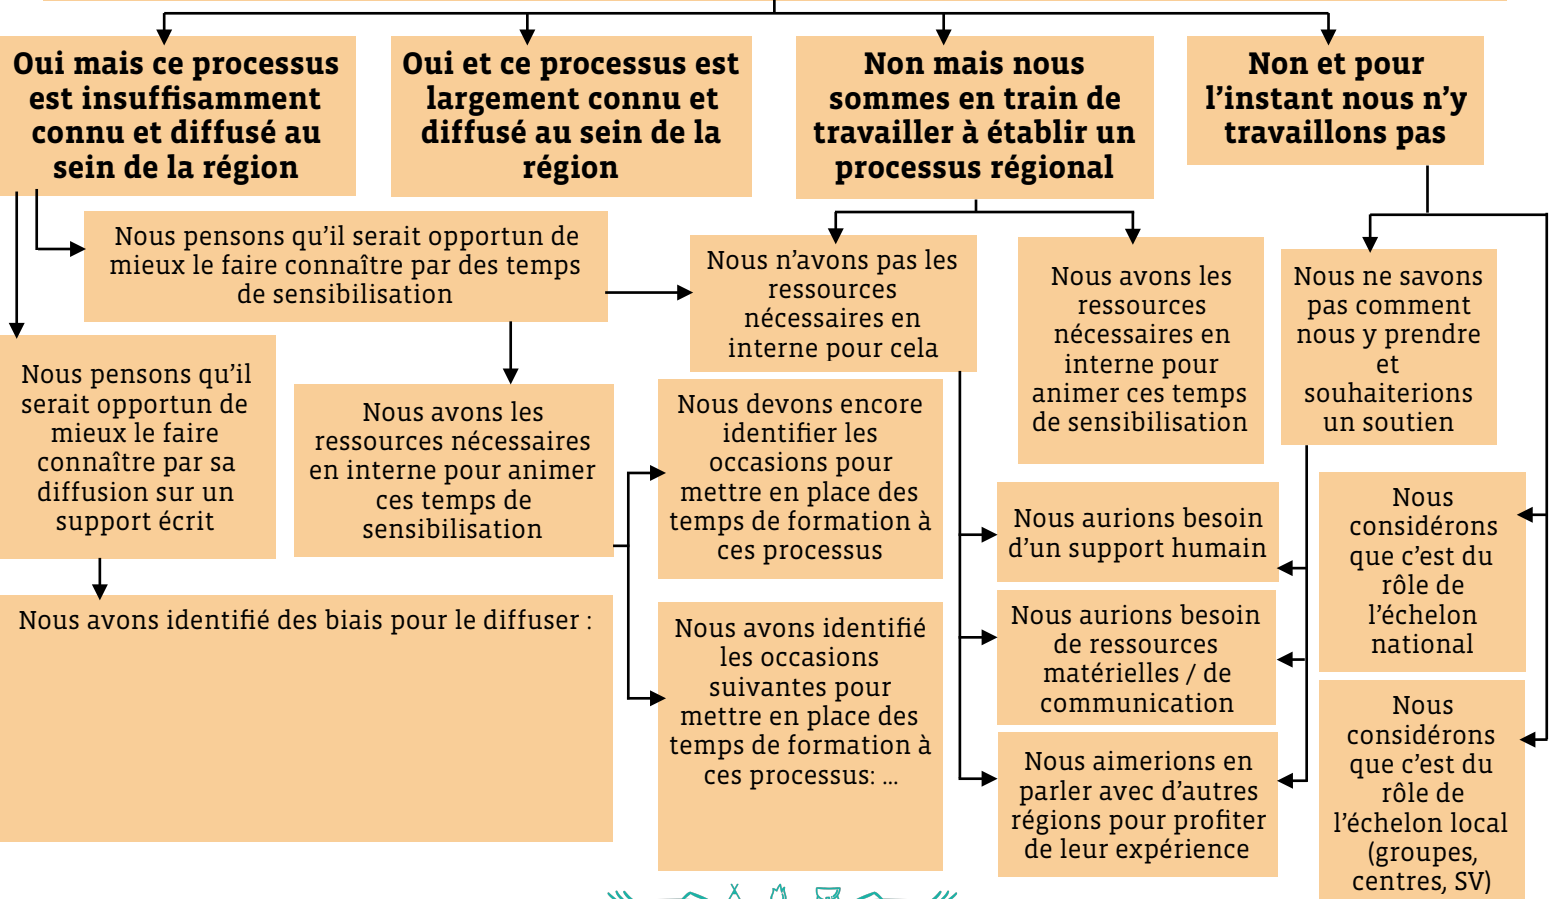 Oui mais ce processus
est insuffisamment
connu et diffusé au
sein de la région
Oui et ce processus est
largement connu et
diffusé au sein de la
région
Non mais nous
sommes en train de
travailler à établir un
processus régional
Non et pour
l'instant nous n'y
travaillons pas
Nous pensons qu'il serait opportun de
mieux le faire connaître par des temps
de sensibilisation
Nous n'avons pas les
ressources
nécessaires en
interne pour cela
Nous avons les
ressources
nécessaires en
interne pour
animer ces temps
de sensibilisation
Nous ne savons
pas comment
nous y prendre
et
souhaiterions
un soutien
Nous pensons qu'il
serait opportun de
mieux le faire
connaître par sa
diffusion sur un
support écrit
Nous avons les
ressources nécessaires
en interne pour animer
ces temps de
sensibilisation
Nous devons encore
identifier les
occasions pour
mettre en place des
temps de formation à
ces processus
Nous aurions besoin
d'un support humain
Nous
considérons
que c'est du
rôle de
l'échelon
national
Nous avons identifié des biais pour le diffuser :
Nous avons identifié
les occasions
suivantes pour
mettre en place des
temps de formation à
ces processus: ...
Nous aurions besoin
de ressources
matérielles / de
communication
Nous aimerions en
parler avec d'autres
régions pour profiter
de leur expérience
Nous
considérons
que c'est du
rôle de
l'échelon local
(groupes,
centres, SV)